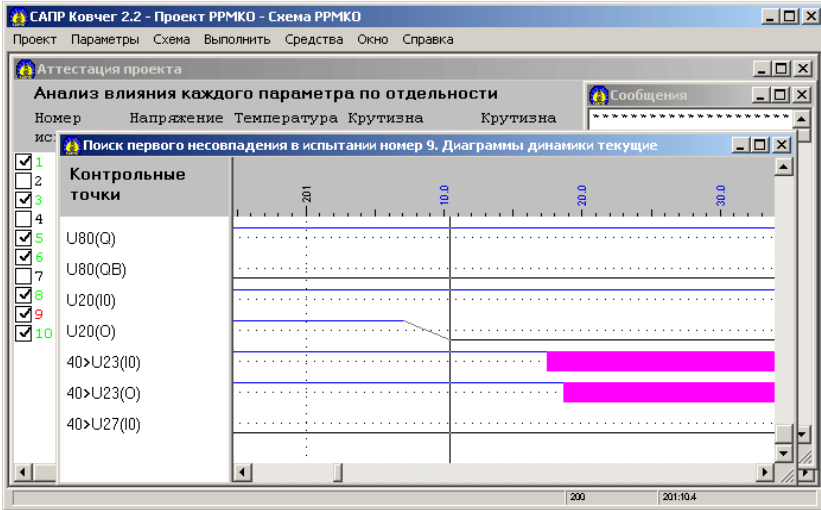 САПР Ковчег 2.2 - Проект РРМКО - Схема РРМКО
Проект Параметры Схема Выполнить Средства Окно Справка
Аттестация проекта
Анализ влияния каждого параметра по отдельности
Сообщения
Номер Напряжение Температура Крутизна Крутизна
* * * * * * * * * * * * * * * * * * * *
ис
Поиск первого несовпадения в испытании номер 9. Диаграммы динамики текущие
1
2
3
4
5
6
7
8
9
10
Контрольные
точки
201 10.0 20.0 30.0
U80(Q)
U80(QB)
U20(I0)
U20(O)
40>U23(I0)
40>U23(O)
40>U27(I0)
200 201:10.4